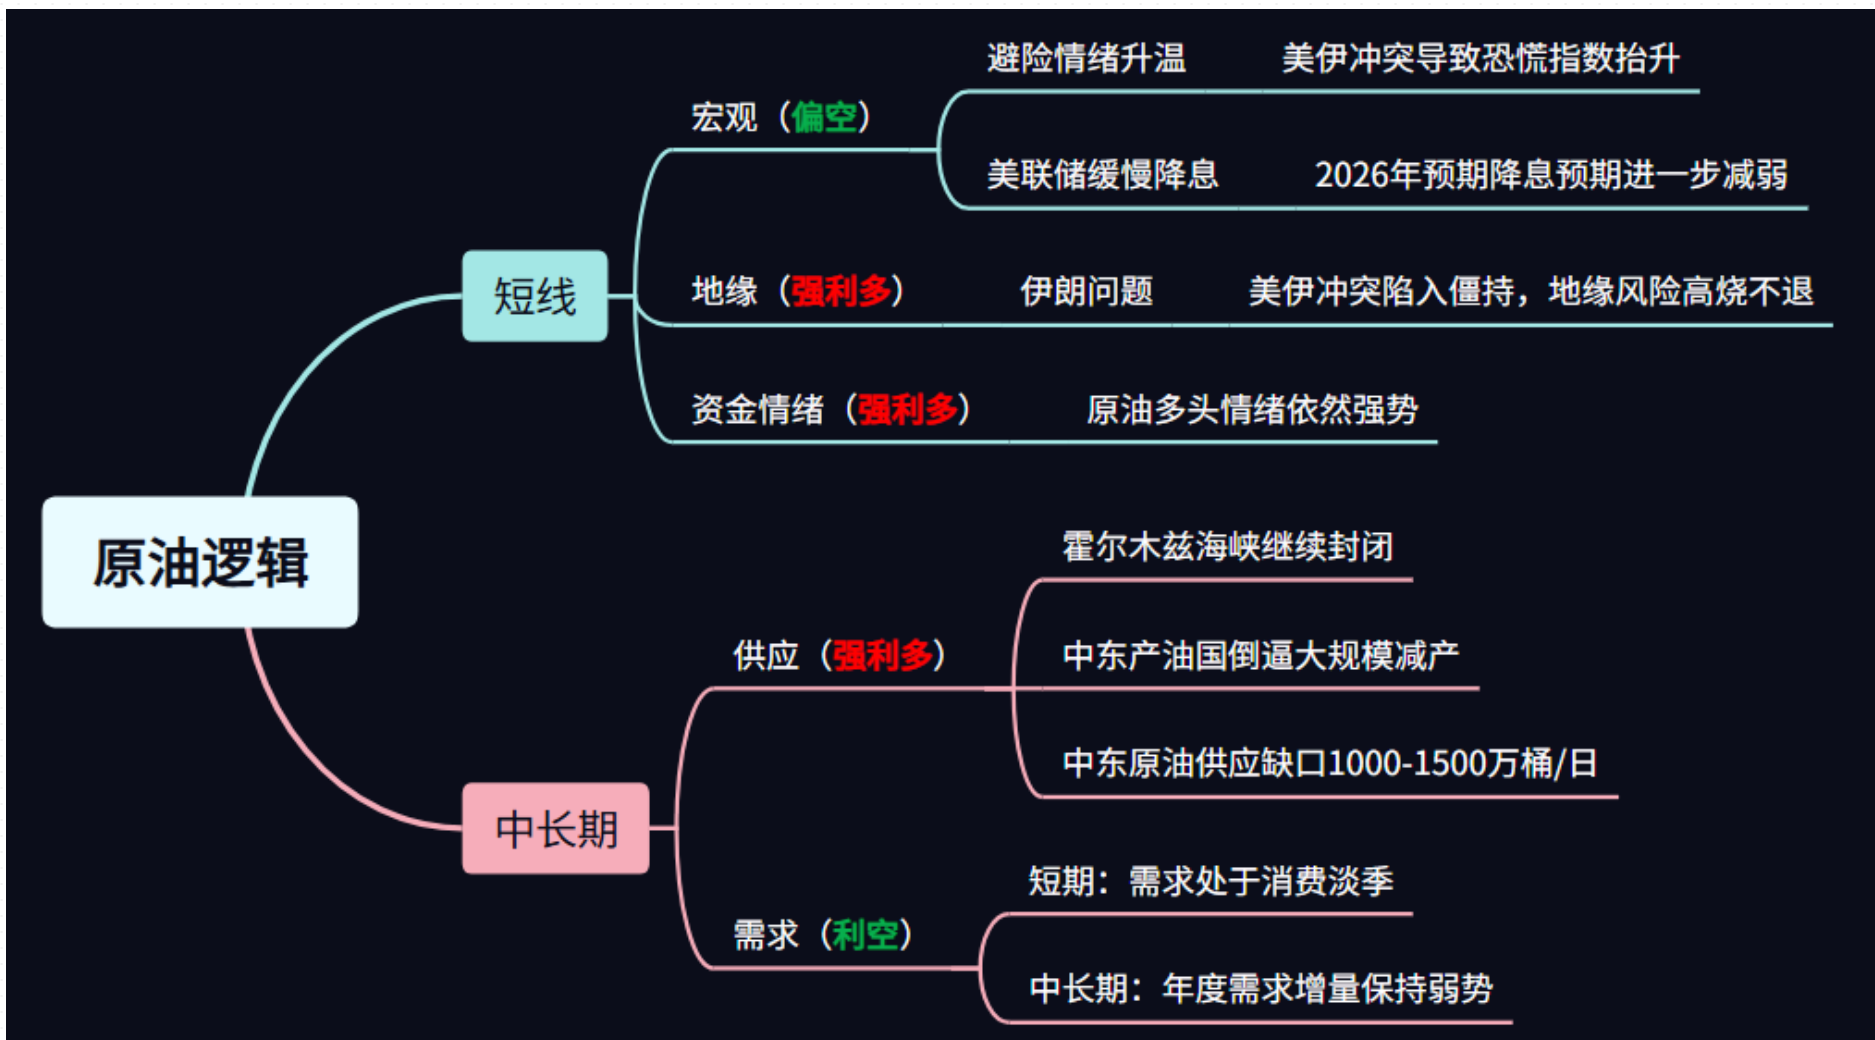 原油逻辑
短线
宏观（偏空）
避险情绪升温
美伊冲突导致恐慌指数抬升
美联储缓慢降息
2026年预期降息预期进一步减弱
地缘（强利多）
伊朗问题
美伊冲突陷入僵持，地缘风险高烧不退
资金情绪（强利多）
原油多头情绪依然强势
中长期
供应（强利多）
霍尔木兹海峡继续封闭
中东产油国倒逼大规模减产
中东原油供应缺口1000-1500万桶/日
需求（利空）
短期：需求处于消费淡季
中长期：年度需求增量保持弱势